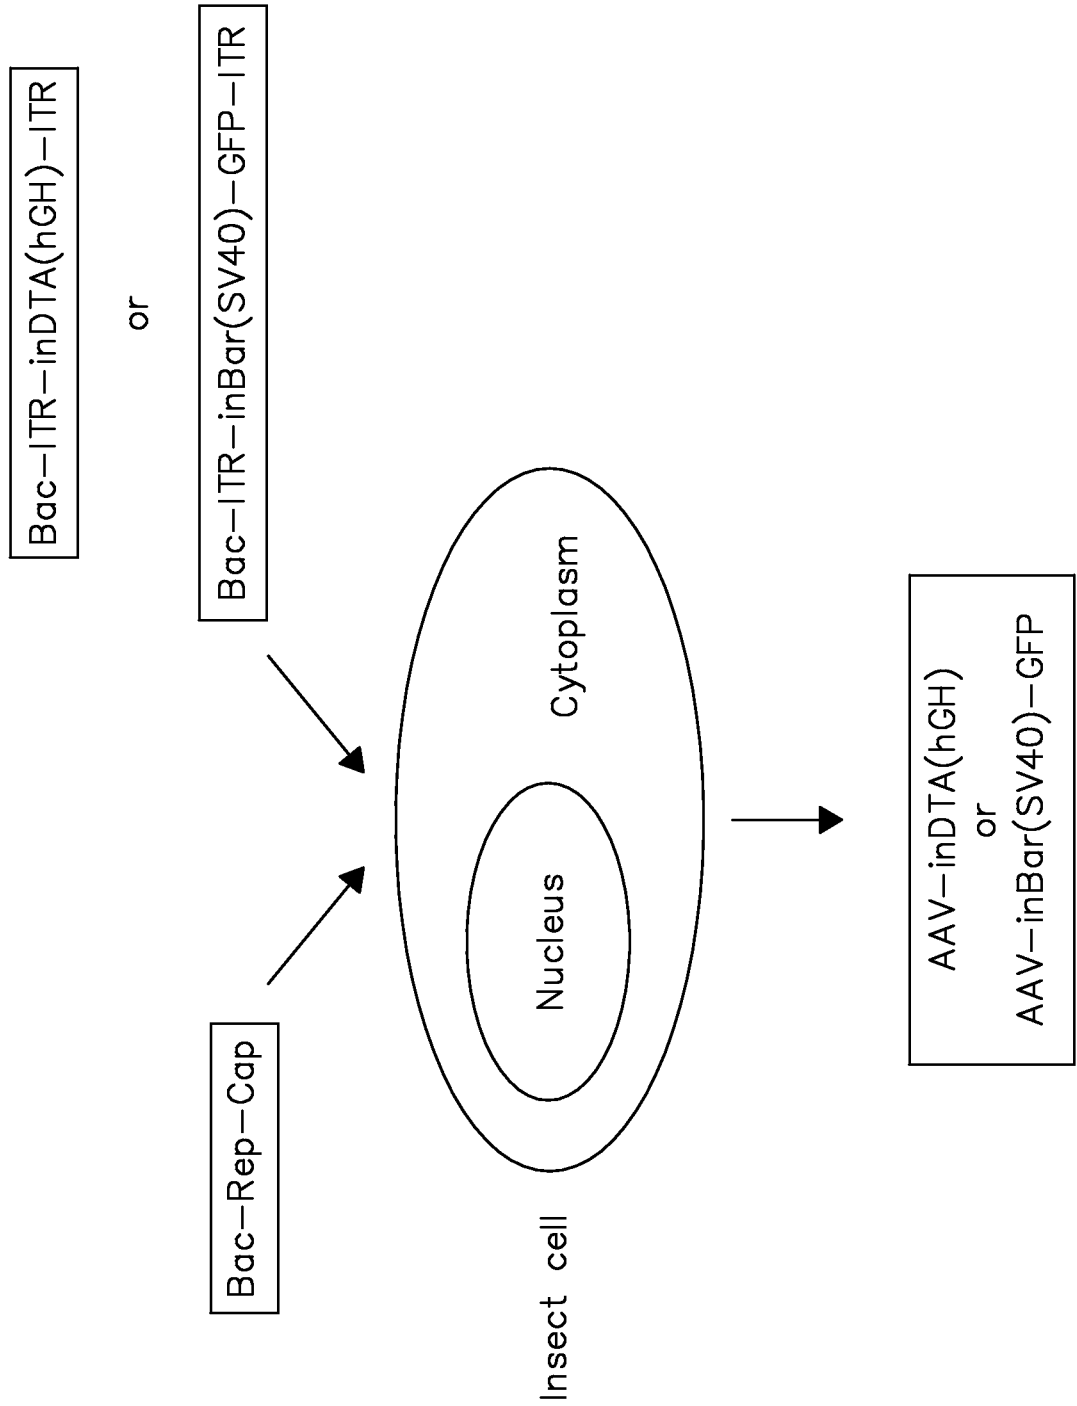 Bac-ITR-inDTA(hGH)-ITR
or
Bac-Rep-Cap
Bac-ITR-inBar(SV40)-GFP-ITR
Insect cell
Nucleus
Cytoplasm
AAV-inDTA(hGH)
or
AAV-inBar(SV40)-GFP